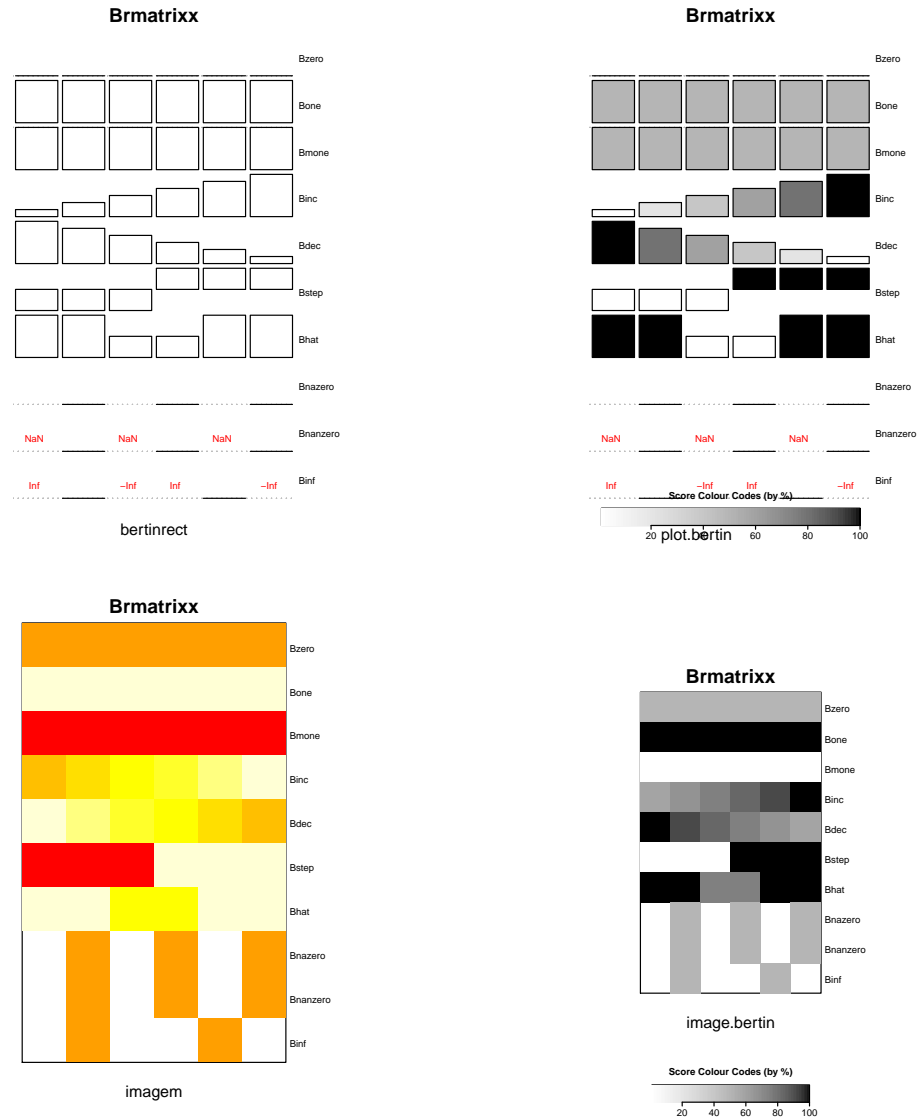 Brmatrixx
Bzero
Bone
Bmone
Binc
Bdec
Bstep
Bhat
Bnazero
NaN NaN NaN Bnanzero
Inf −Inf Inf −Inf Binf
bertinrect
Brmatrixx
Bzero
Bone
Bmone
Binc
Bdec
Bstep
Bhat
Bnazero
NaN NaN NaN Bnanzero
Inf −Inf Inf −Inf Binf
Score Colour Codes (by %)
20 40 60 80 100
plot.bertin
Brmatrixx
Bzero
Bone
Bmone
Binc
Bdec
Bstep
Bhat
Bnazero
Bnanzero
Binf
imagem
Brmatrixx
Bzero
Bone
Bmone
Binc
Bdec
Bstep
Bhat
Bnazero
Bnanzero
Binf
image.bertin
Score Colour Codes (by %)
20 40 60 80 100